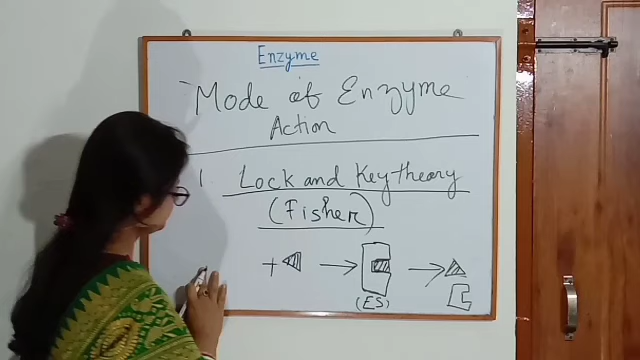 Enzyme
Mode of Enzyme
Action
1. Lock and Key theory
(Fisher)
+ → →
(ES)